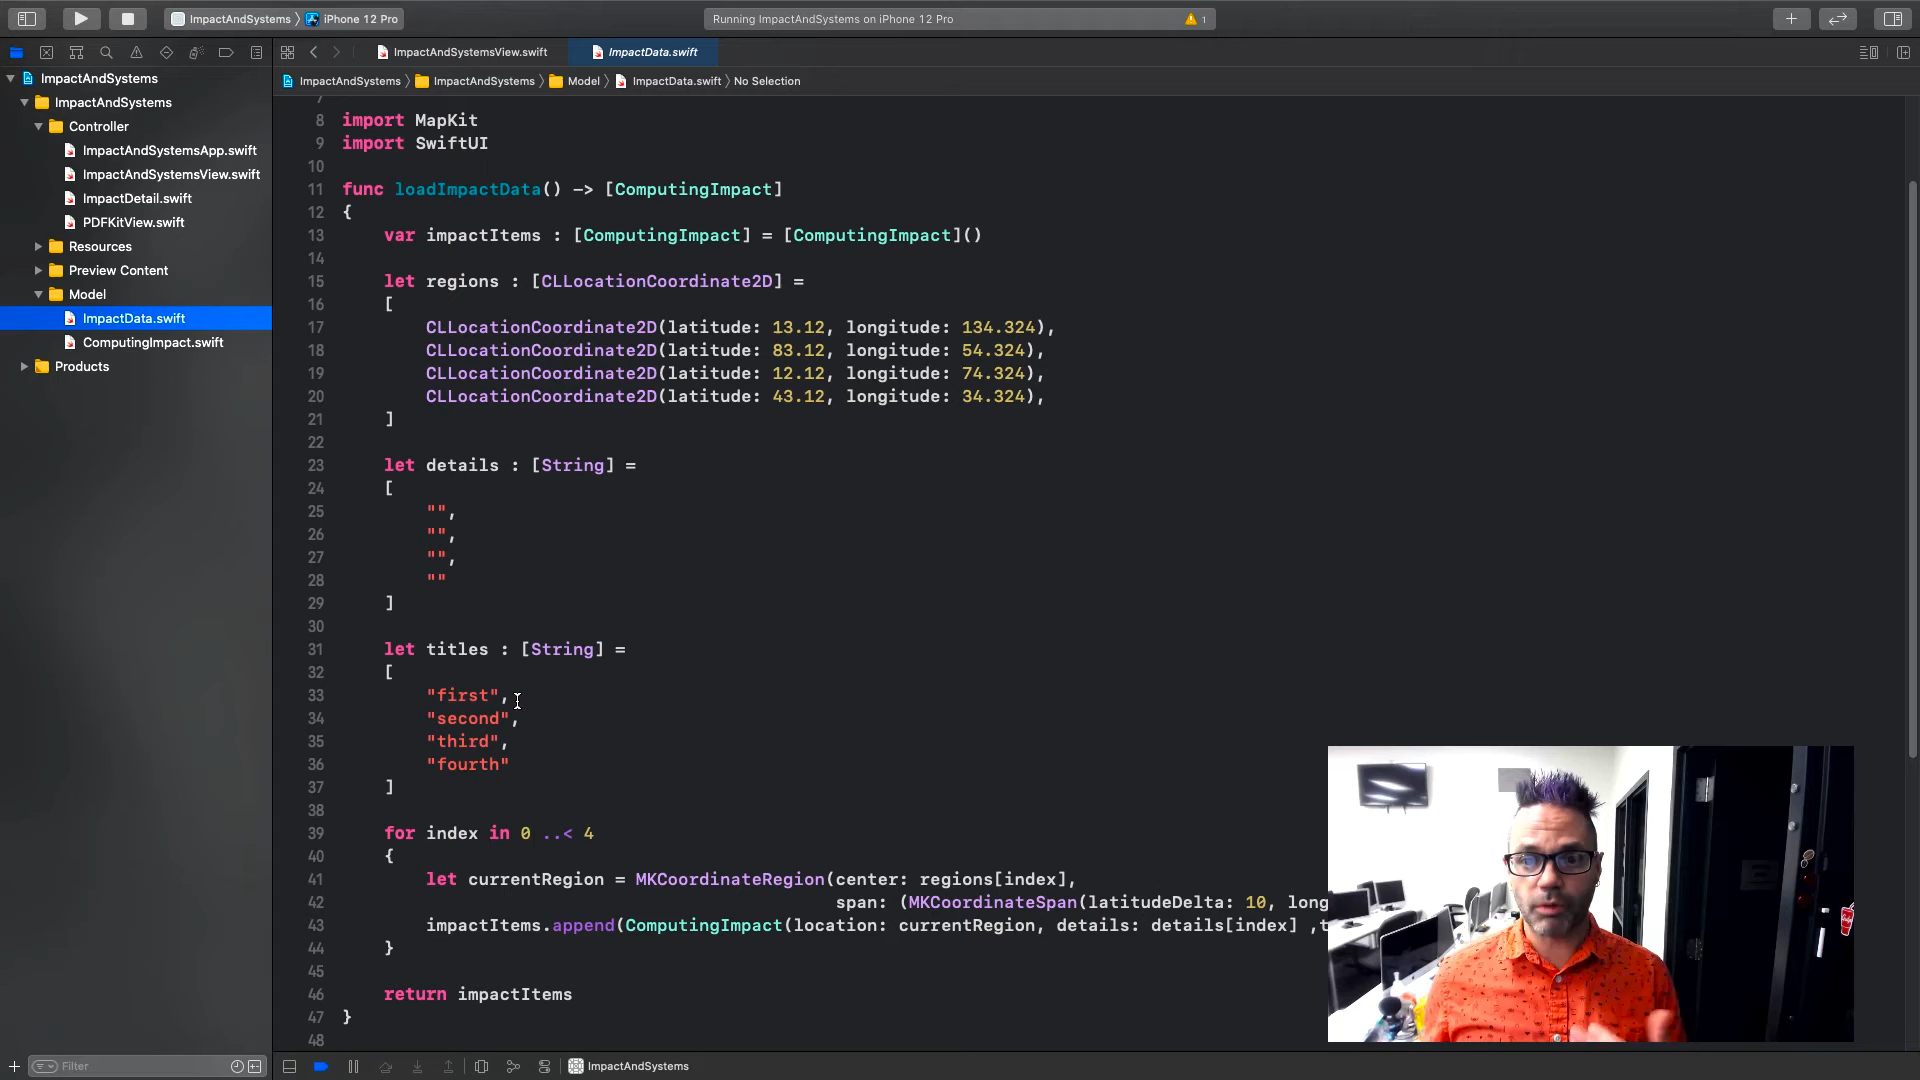 ImpactAndSystems 〉 iPhone 12 Pro
Running ImpactAndSystems on iPhone 12 Pro
1
ImpactAndSystemsView.swift
ImpactData.swift
ImpactAndSystems 〉 ImpactAndSystems 〉 Model 〉 ImpactData.swift 〉 No Selection
ImpactAndSystems
ImpactAndSystems
Controller
ImpactAndSystemsApp.swift
ImpactAndSystemsView.swift
ImpactDetail.swift
PDFKitView.swift
Resources
Preview Content
Model
ImpactData.swift
ComputingImpact.swift
Products
Filter
8 import MapKit
9 import SwiftUI
10
11 func loadImpactData() -> [ComputingImpact]
12 {
13 var impactItems : [ComputingImpact] = [ComputingImpact]()
14
15 let regions : [CLLocationCoordinate2D] =
16 [
17 CLLocationCoordinate2D(latitude: 13.12, longitude: 134.324),
18 CLLocationCoordinate2D(latitude: 83.12, longitude: 54.324),
19 CLLocationCoordinate2D(latitude: 12.12, longitude: 74.324),
20 CLLocationCoordinate2D(latitude: 43.12, longitude: 34.324),
21 ]
22
23 let details : [String] =
24 [
25 "",
26 "",
27 "",
28 ""
29 ]
30
31 let titles : [String] =
32 [
33 "first",
34 "second",
35 "third",
36 "fourth"
37 ]
38
39 for index in 0 ..< 4
40 {
41 let currentRegion = MKCoordinateRegion(center: regions[index],
42 span: (MKCoordinateSpan(latitudeDelta: 10, long
43 impactItems.append(ComputingImpact(location: currentRegion, details: details[index] ,t
44 }
45
46 return impactItems
47 }
48
ImpactAndSystems